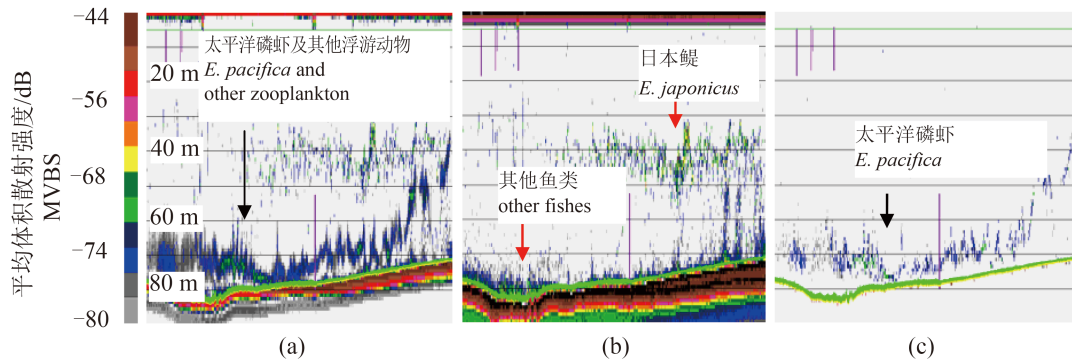 平均体积散射强度/dB
MVBS
−44
−56
−68
−74
−80
20 m
40 m
60 m
80 m
太平洋磷虾及其他浮游动物
E. pacifica and
other zooplankton
(a)
日本鳀
E. japonicus
其他鱼类
other fishes
(b)
太平洋磷虾
E. pacifica
(c)